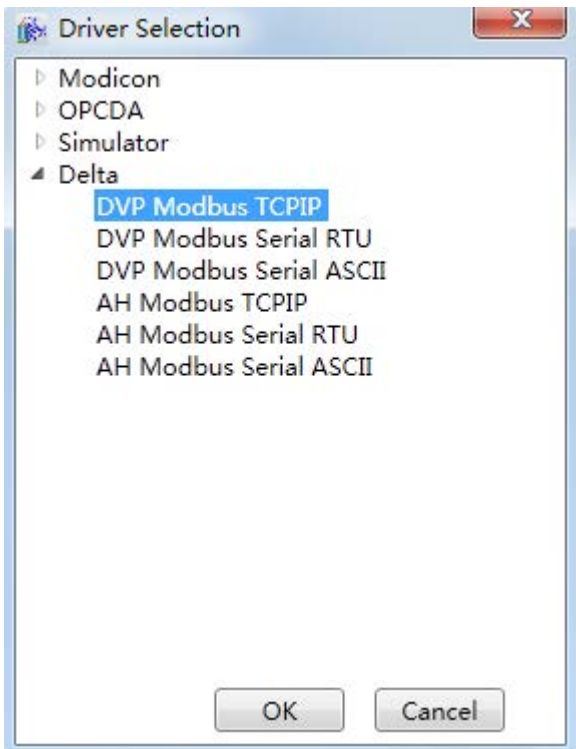 Driver Selection
Modicon
OPCDA
Simulator
Delta
DVP Modbus TCPIP
DVP Modbus Serial RTU
DVP Modbus Serial ASCII
AH Modbus TCPIP
AH Modbus Serial RTU
AH Modbus Serial ASCII
OK Cancel